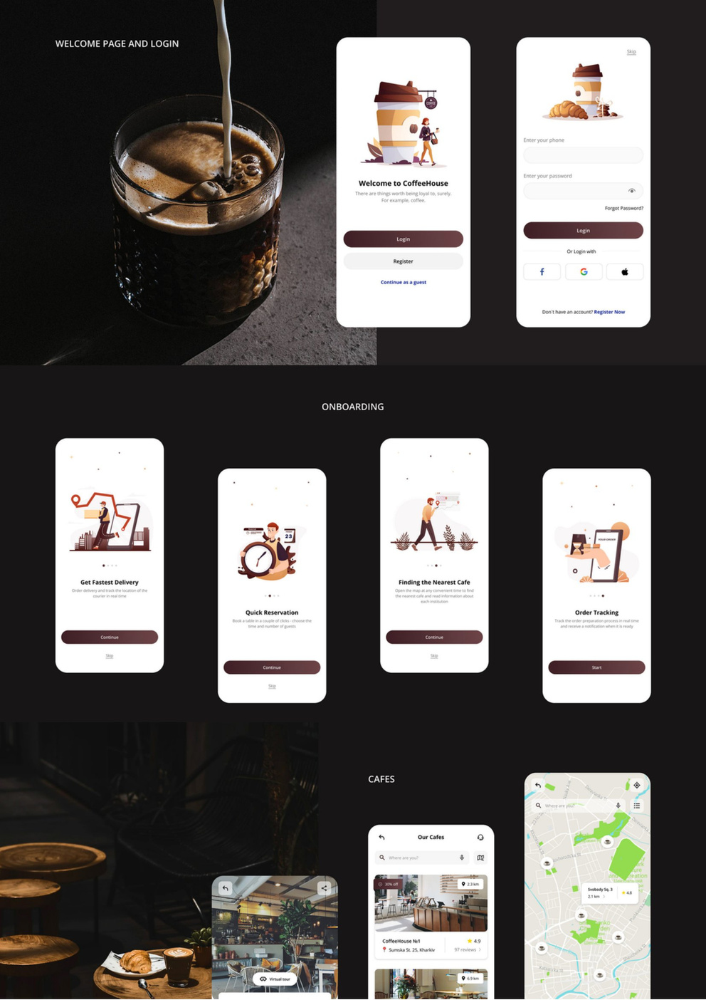 WELCOME PAGE AND LOGIN
COFFEE
Welcome to CoffeeHouse
There are things worth being loyal to, surely.
For example, coffee.
Login
Register
Continue as a guest
Skip
Enter your phone
Enter your password
Forgot Password?
Login
Or Login with
Don`t have an account? Register Now
ONBOARDING
Get Fastest Delivery
Order delivery and track the location of the
courier in real time
Continue
Skip
23
Quick Reservation
Book a table in a couple of clicks - choose the
time and number of guests
Continue
Skip
Finding the Nearest Cafe
Open the map at any convenient time to find
the nearest cafe and read information about
each institution
Continue
Skip
YOUR ORDER
Order Tracking
Track the order preparation process in real time
and receive a notification when it is ready
Start
CAFES
Virtual tour
Our Cafes
Where are you?
30% off
2.3 km
CoffeeHouse №1
4.9
Sumska St. 25, Kharkiv
97 reviews
6.9 km
Where are you?
Svobody Sq. 3
2.1 km
4.8